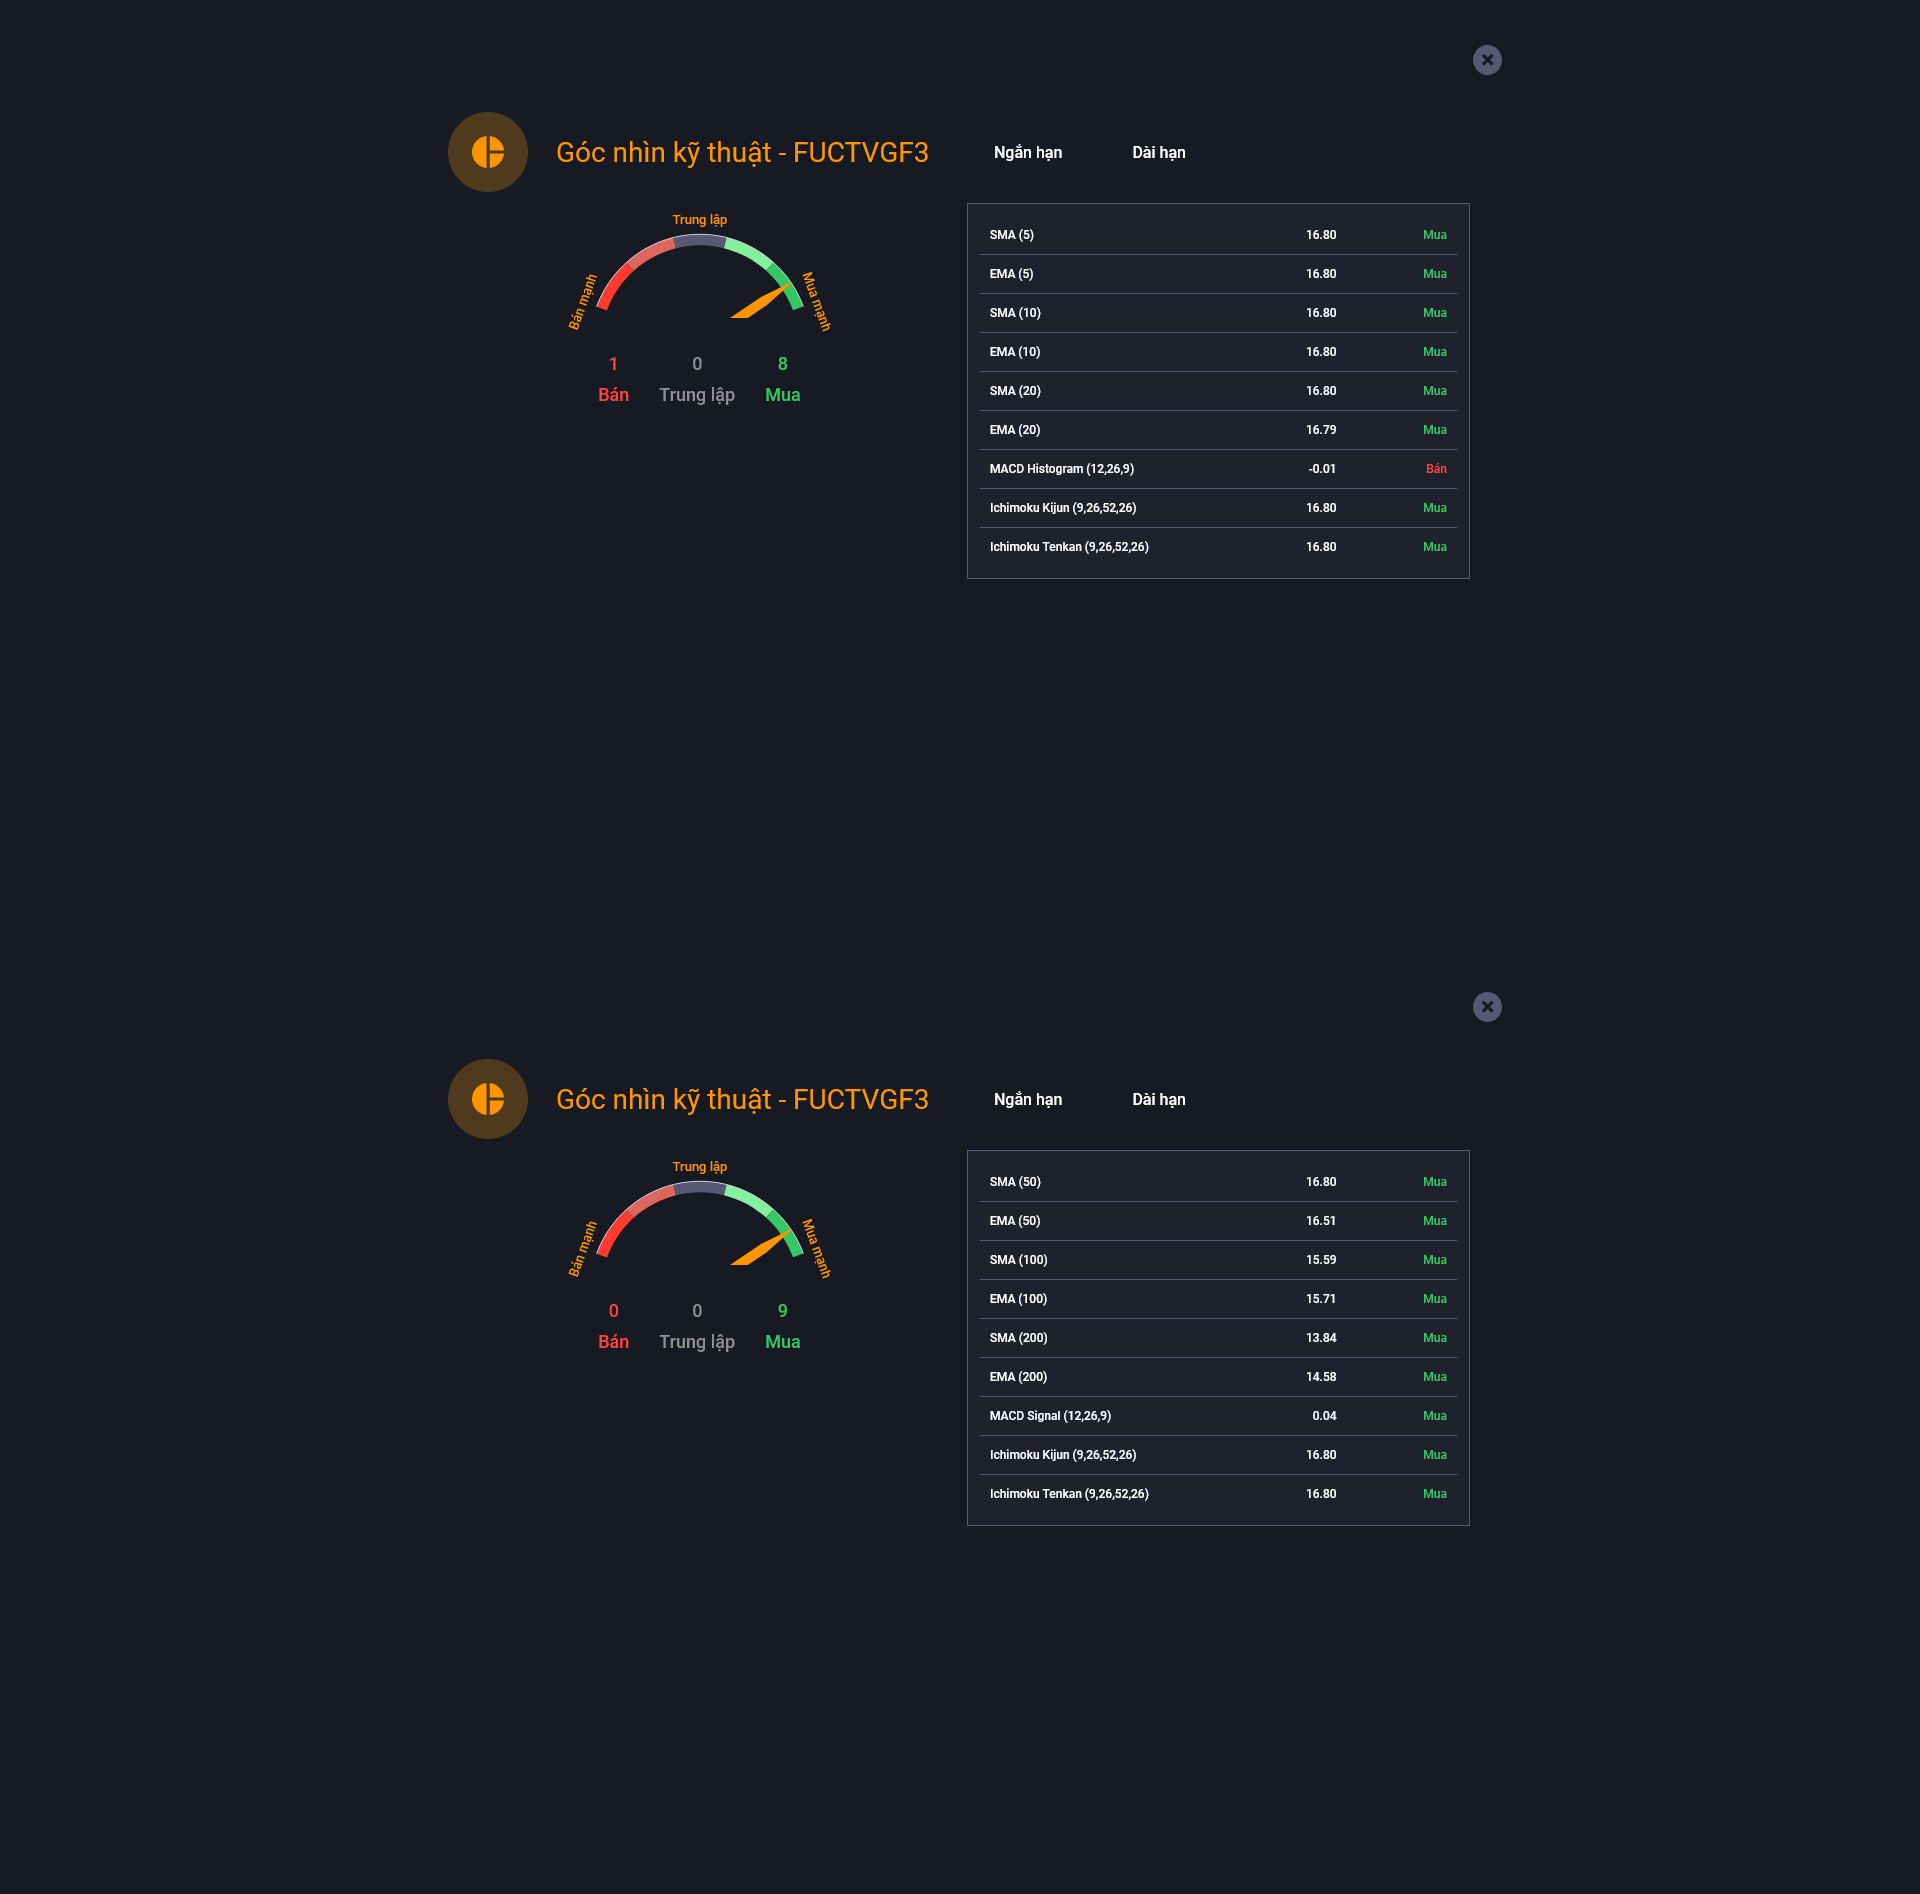 Góc nhìn kỹ thuật - FUCTVGF3
Ngắn hạn Dài hạn
Trung lập
Bán mạnh
Mua mạnh
1 0 8
Bán Trung lập Mua
SMA (5) 16.80 Mua
EMA (5) 16.80 Mua
SMA (10) 16.80 Mua
EMA (10) 16.80 Mua
SMA (20) 16.80 Mua
EMA (20) 16.79 Mua
MACD Histogram (12,26,9) -0.01 Bán
Ichimoku Kijun (9,26,52,26) 16.80 Mua
Ichimoku Tenkan (9,26,52,26) 16.80 Mua
Góc nhìn kỹ thuật - FUCTVGF3
Ngắn hạn Dài hạn
Trung lập
Bán mạnh
Mua mạnh
0 0 9
Bán Trung lập Mua
SMA (50) 16.80 Mua
EMA (50) 16.51 Mua
SMA (100) 15.59 Mua
EMA (100) 15.71 Mua
SMA (200) 13.84 Mua
EMA (200) 14.58 Mua
MACD Signal (12,26,9) 0.04 Mua
Ichimoku Kijun (9,26,52,26) 16.80 Mua
Ichimoku Tenkan (9,26,52,26) 16.80 Mua